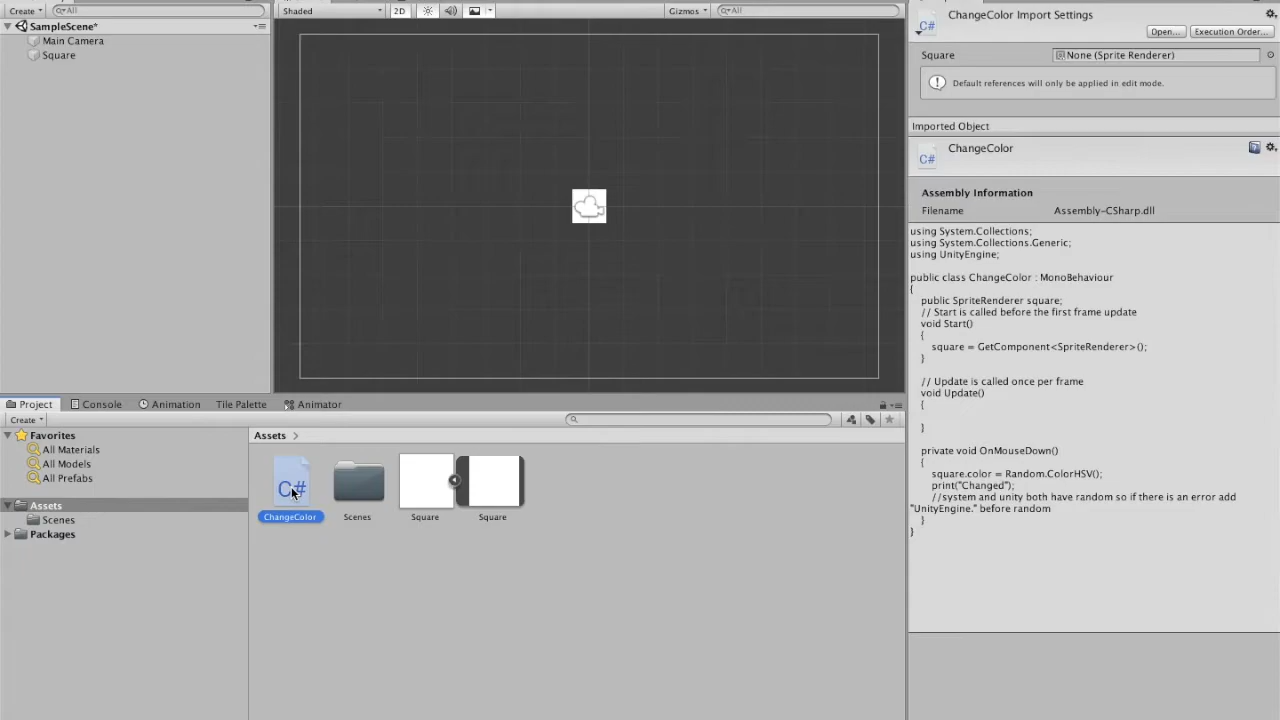 Create
All
Shaded
2D
Gizmos
All
SampleScene*
Main Camera
Square
C#
ChangeColor Import Settings
Open...
Execution Order...
Square
None (Sprite Renderer)
Default references will only be applied in edit mode.
Imported Object
C#
ChangeColor
Assembly Information
Filename
Assembly-CSharp.dll
using System.Collections;
using System.Collections.Generic;
using UnityEngine;
public class ChangeColor : MonoBehaviour
{
public SpriteRenderer square;
// Start is called before the first frame update
void Start()
{
square = GetComponent<SpriteRenderer>();
}
// Update is called once per frame
void Update()
{
}
private void OnMouseDown()
{
square.color = Random.ColorHSV();
print("Changed");
//system and unity both have random so if there is an error add
"UnityEngine." before random
}
}
Project
Console
Animation
Tile Palette
Animator
Create
Favorites
All Materials
All Models
All Prefabs
Assets
Scenes
Packages
Assets
C#
ChangeColor
Scenes
Square
Square